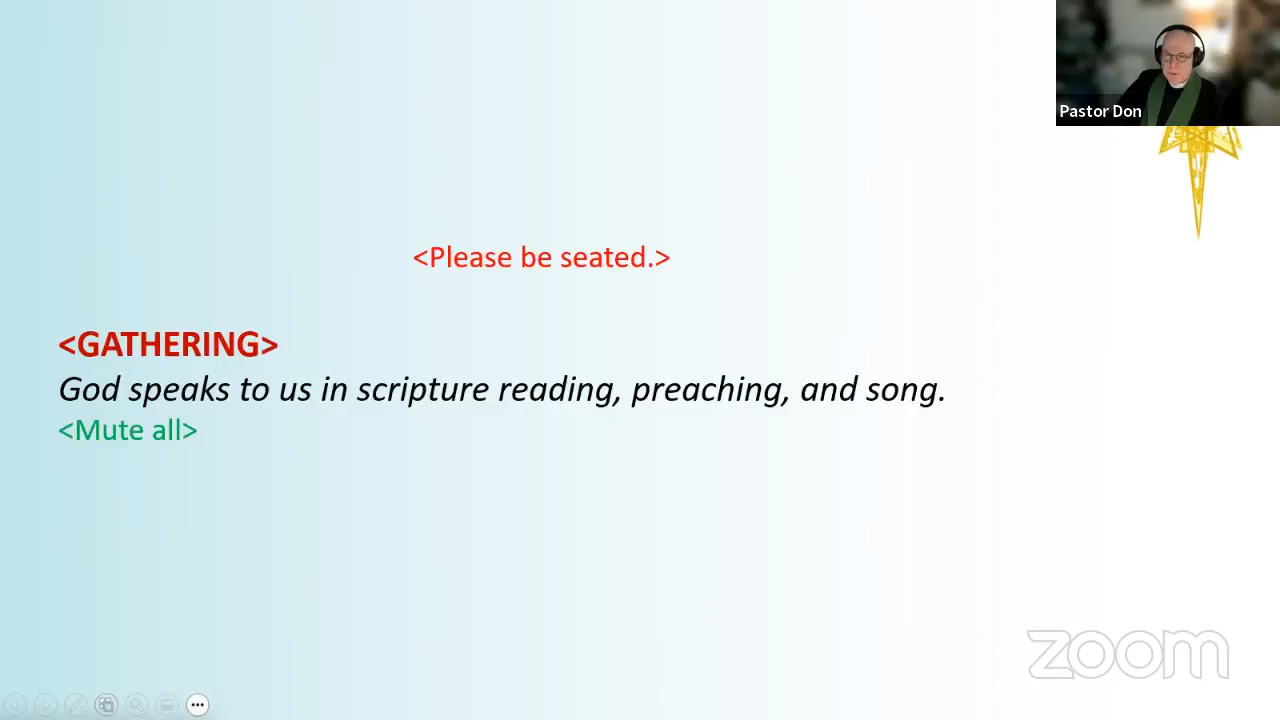 Pastor Don
<Please be seated.>
<GATHERING>
God speaks to us in scripture reading, preaching, and song.
<Mute all>
zoom